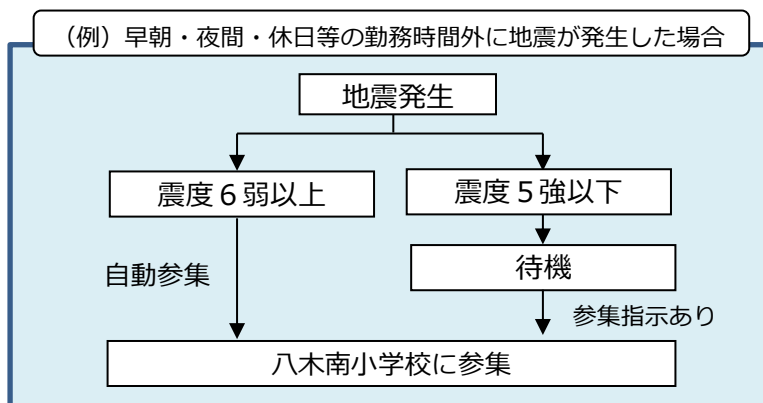 （例）早朝・夜間・休日等の勤務時間外に地震が発生した場合
地震発生
震度６弱以上
震度５強以下
自動参集
待機
参集指示あり
八木南小学校に参集